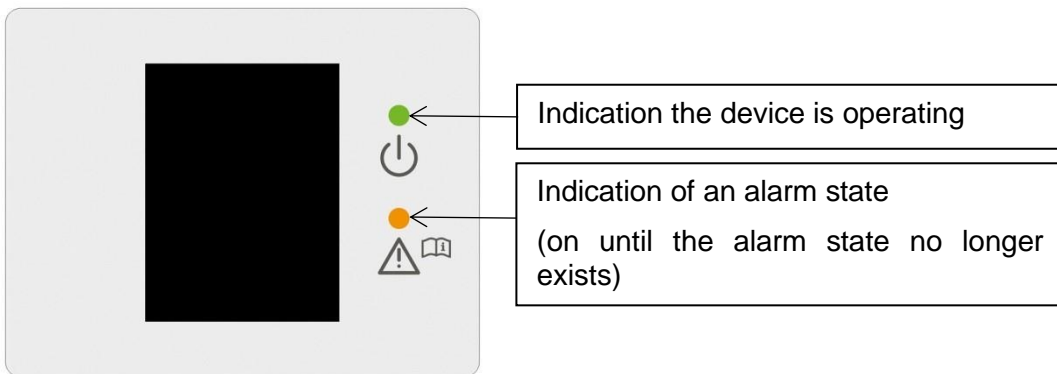 Indication the device is operating
Indication of an alarm state
(on until the alarm state no longer
exists)